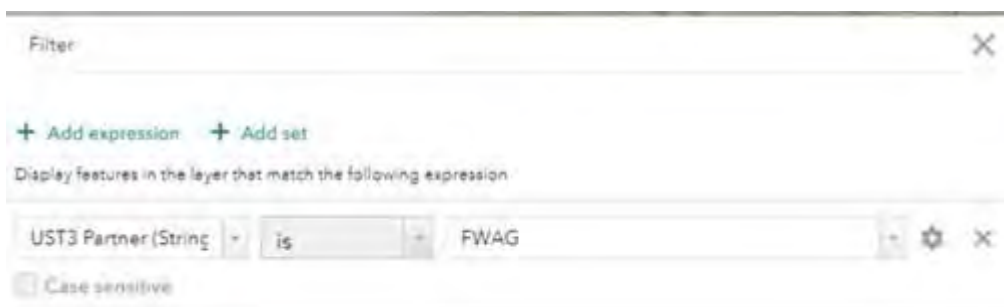 Filter
+ Add expression + Add set
Display features in the layer that match the following expression
UST3 Partner (String is FWAG
Case sensitive